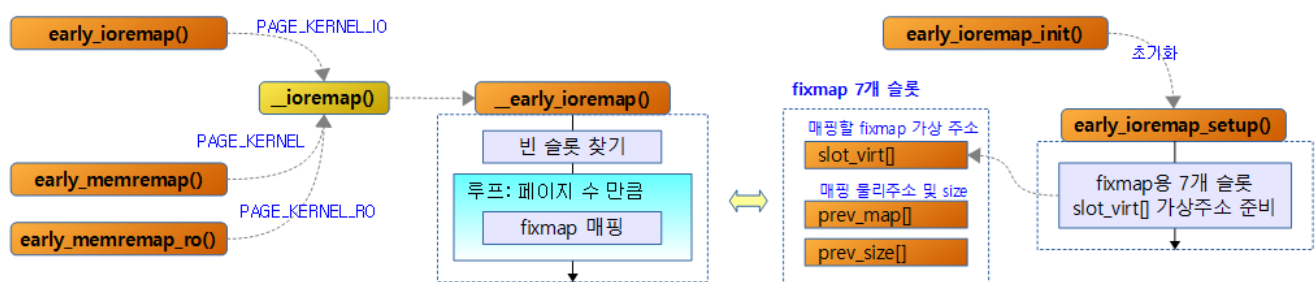 early_ioremap()
PAGE_KERNEL_IO
__ioremap()
PAGE_KERNEL
early_memremap()
PAGE_KERNEL_RO
early_memremap_ro()
__early_ioremap()
빈 슬롯 찾기
루프: 페이지 수 만큼
fixmap 매핑
fixmap 7개 슬롯
매핑할 fixmap 가상 주소
slot_virt[]
매핑 물리주소 및 size
prev_map[]
prev_size[]
early_ioremap_init()
초기화
early_ioremap_setup()
fixmap용 7개 슬롯
slot_virt[] 가상주소 준비